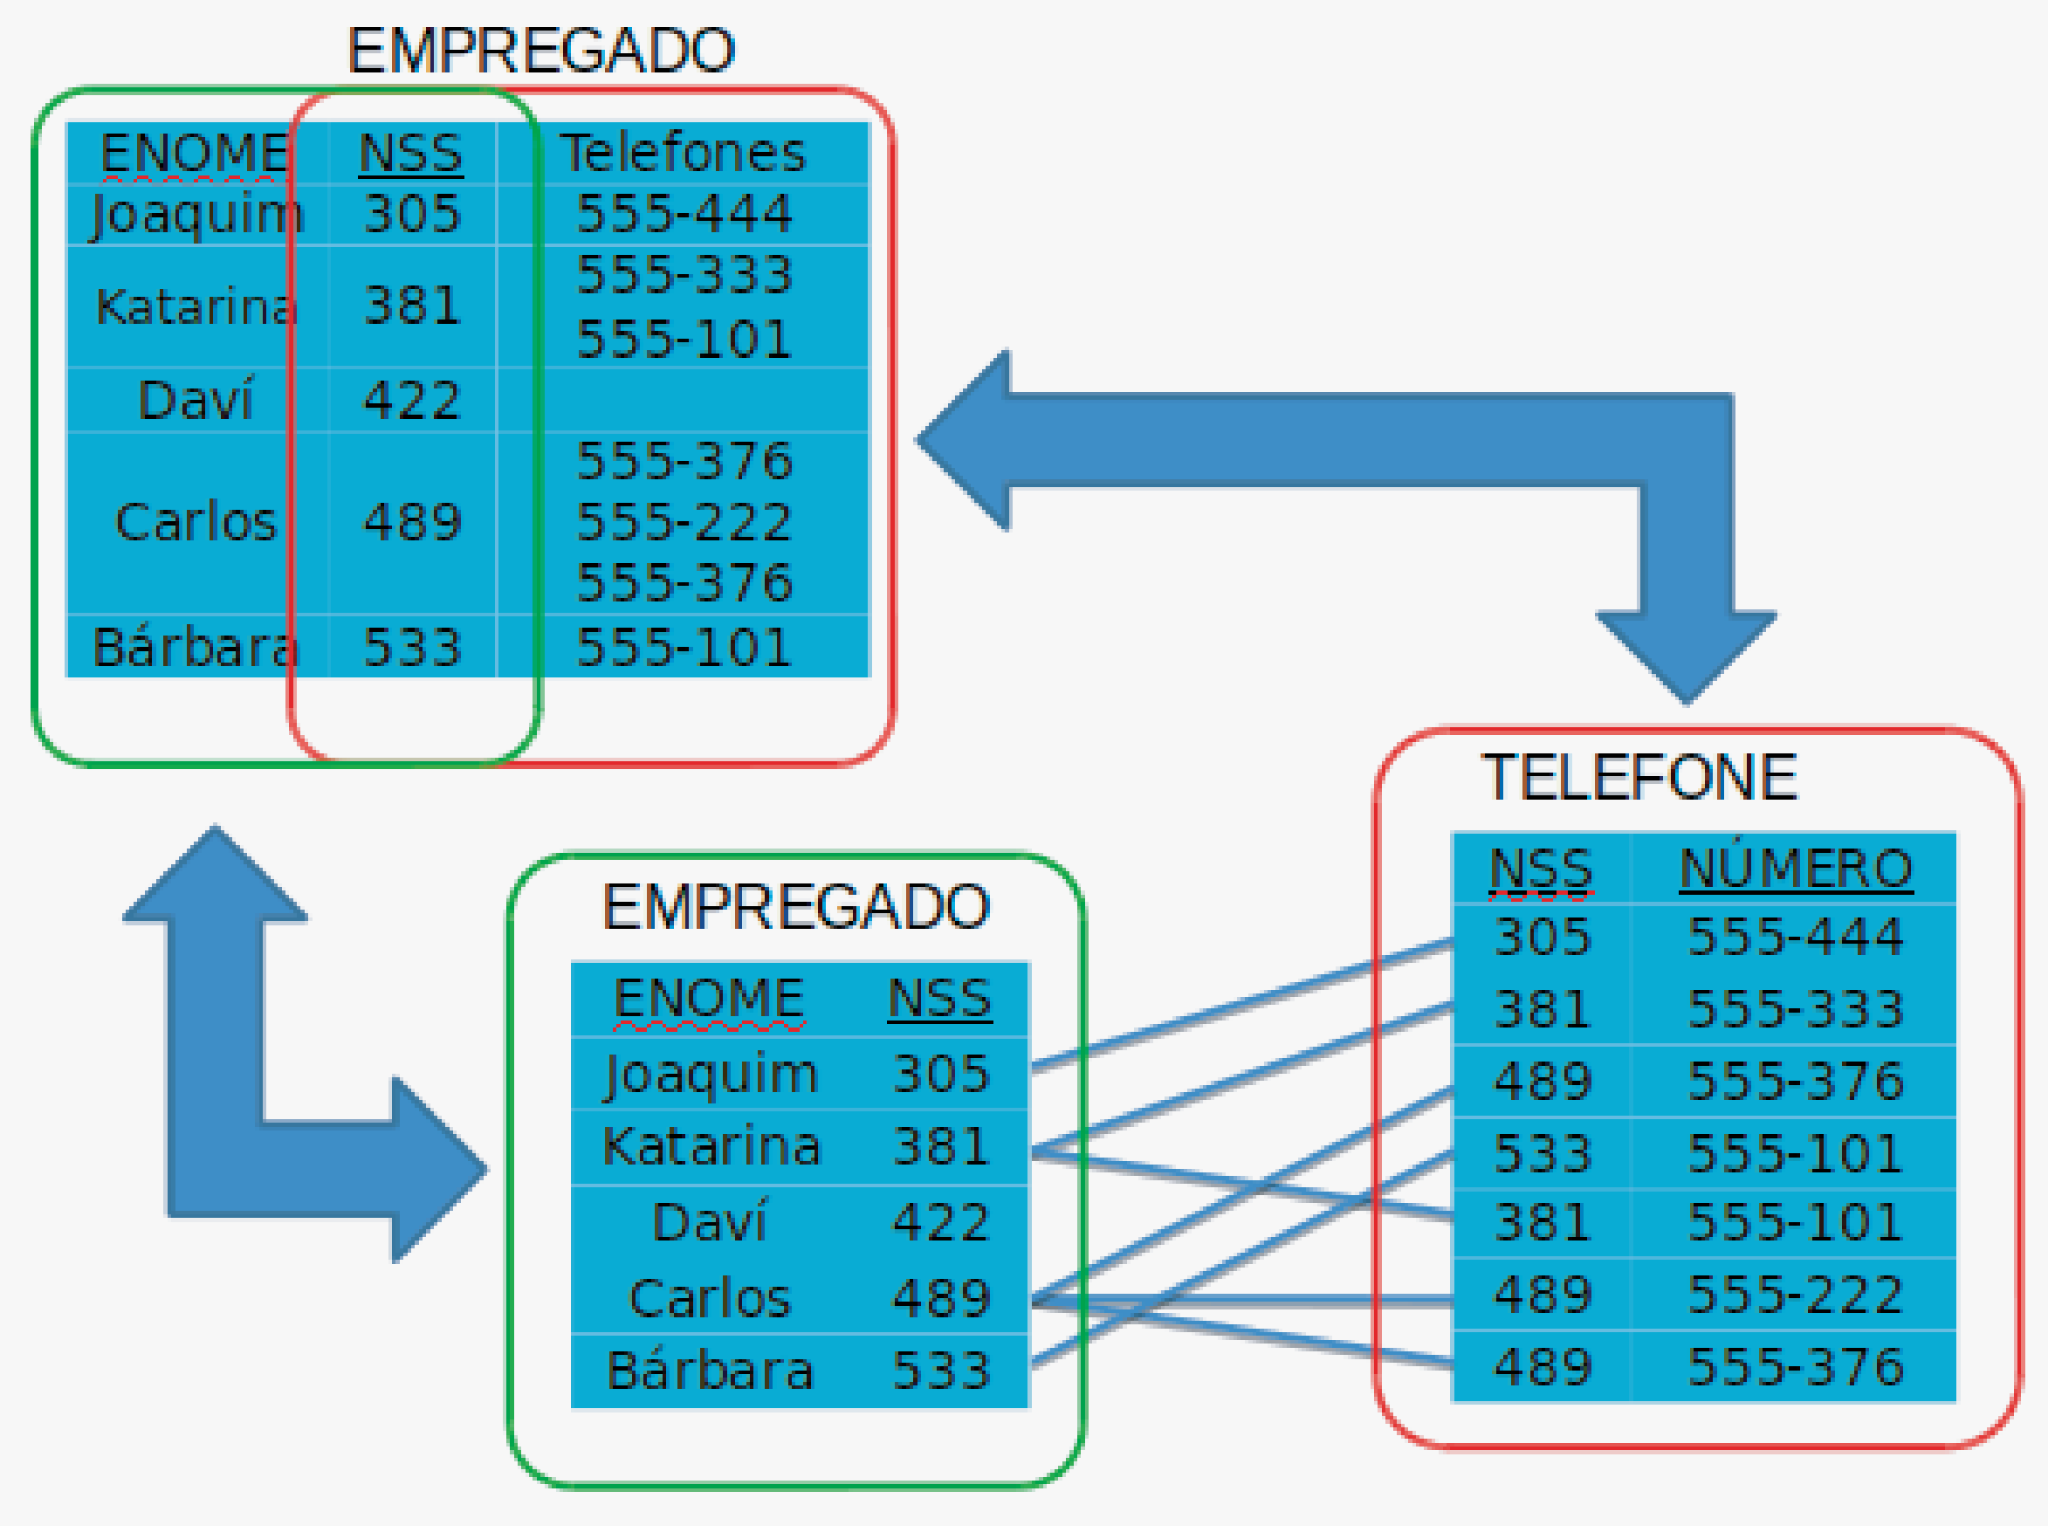 EMPREGADO
ENOME NSS Telefones
Joaquim 305 555-444
Katarina 381 555-333
555-101
Daví 422
Carlos 489 555-376
555-222
555-376
Bárbara 533 555-101
EMPREGADO
ENOME NSS
Joaquim 305
Katarina 381
Daví 422
Carlos 489
Bárbara 533
TELEFONE
NSS NÚMERO
305 555-444
381 555-333
489 555-376
533 555-101
381 555-101
489 555-222
489 555-376